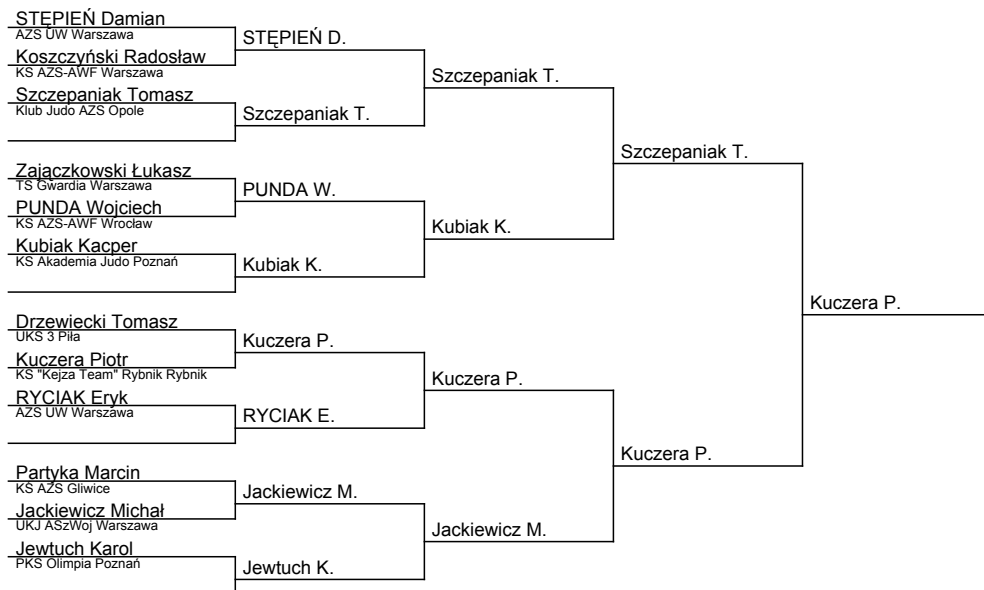 STĘPIEŃ Damian
AZS UW Warszawa
STĘPIEŃ D.
Koszczyński Radosław
KS AZS-AWF Warszawa
Szczepaniak T.
Szczepaniak Tomasz
Klub Judo AZS Opole
Szczepaniak T.
Szczepaniak T.
Zajączkowski Łukasz
TS Gwardia Warszawa
PUNDA W.
PUNDA Wojciech
KS AZS-AWF Wrocław
Kubiak K.
Kubiak Kacper
KS Akademia Judo Poznań
Kubiak K.
Kuczera P.
Drzewiecki Tomasz
UKS 3 Piła
Kuczera P.
Kuczera Piotr
KS "Kejza Team" Rybnik Rybnik
Kuczera P.
RYCIAK Eryk
AZS UW Warszawa
RYCIAK E.
Kuczera P.
Partyka Marcin
KS AZS Gliwice
Jackiewicz M.
Jackiewicz Michał
UKJ ASzWoj Warszawa
Jackiewicz M.
Jewtuch Karol
PKS Olimpia Poznań
Jewtuch K.